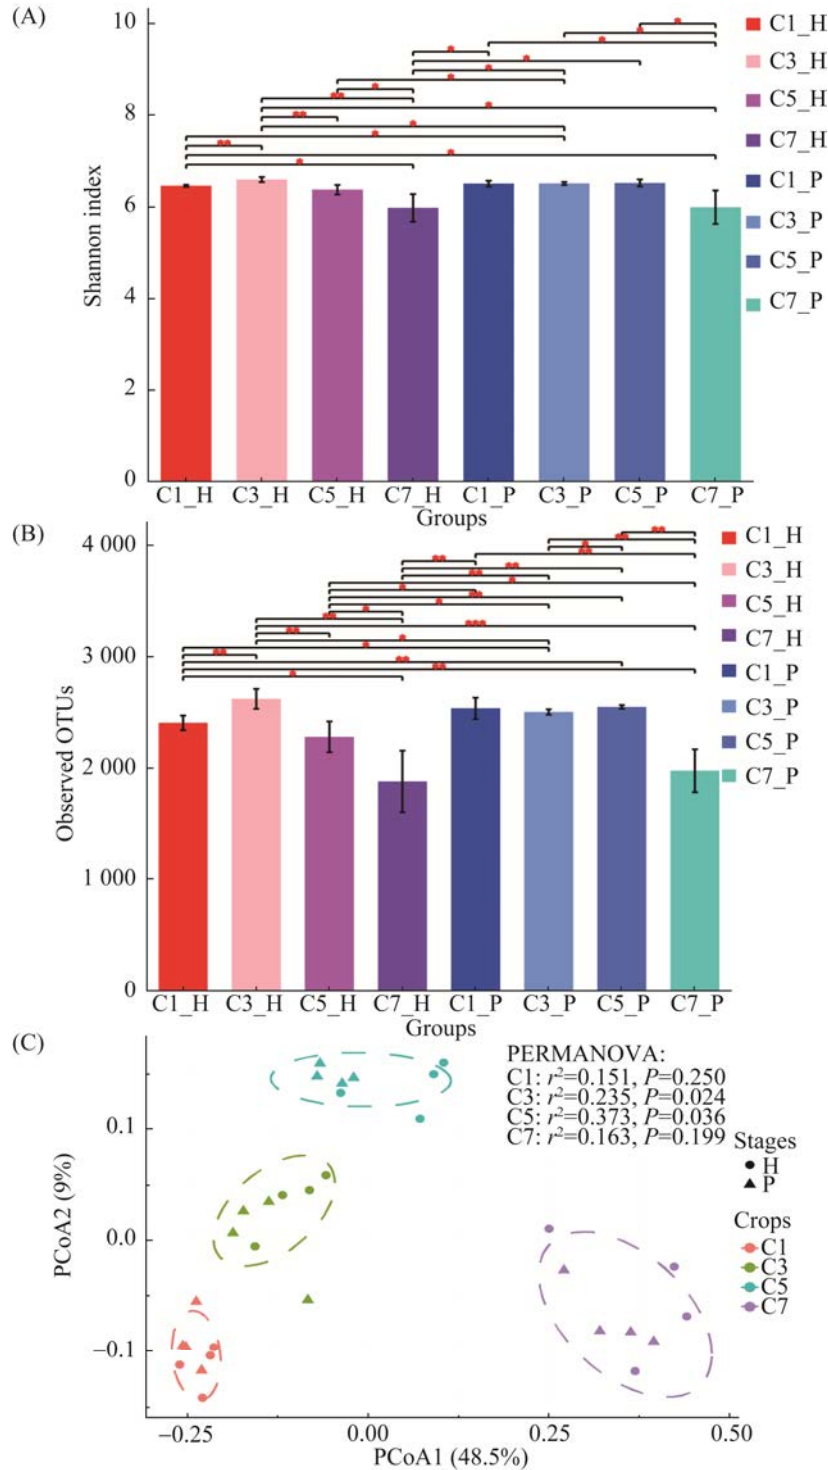 (A)
10
8
6
4
2
0
Shannon index
C1_H C3_H C5_H C7_H C1_P C3_P C5_P C7_P
Groups
C1_H
C3_H
C5_H
C7_H
C1_P
C3_P
C5_P
C7_P
(B)
4 000
3 000
2 000
1 000
0
Observed OTUs
C1_H C3_H C5_H C7_H C1_P C3_P C5_P C7_P
Groups
C1_H
C3_H
C5_H
C7_H
C1_P
C3_P
C5_P
C7_P
(C)
PERMANOVA:
C1: r²=0.151, P=0.250
C3: r²=0.235, P=0.024
C5: r²=0.373, P=0.036
C7: r²=0.163, P=0.199
0.1
0.0
−0.1
PCoA2 (9%)
−0.25 0.00 0.25 0.50
PCoA1 (48.5%)
Stages
H
P
Crops
C1
C3
C5
C7